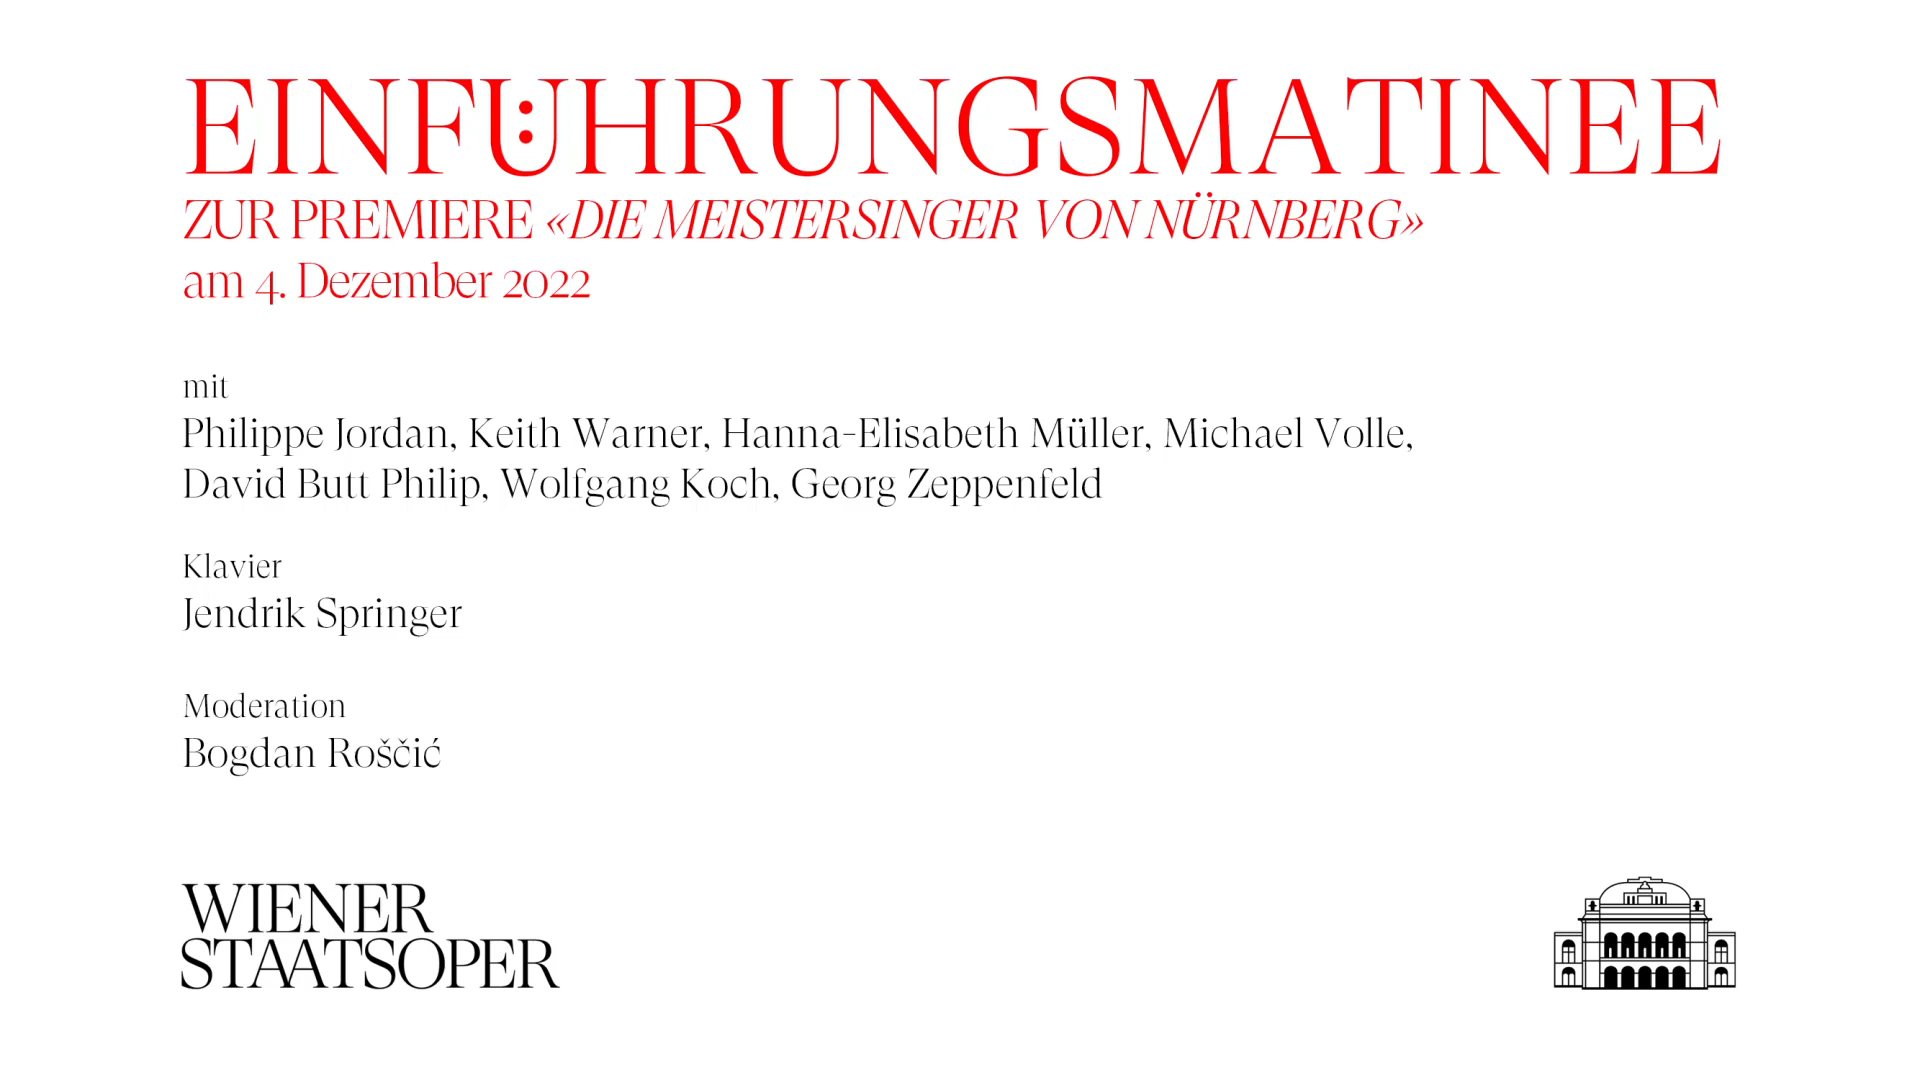 EINFÜHRUNGSMATINEE
ZUR PREMIERE «DIE MEISTERSINGER VON NÜRNBERG»
am 4. Dezember 2022
mit
Philippe Jordan, Keith Warner, Hanna-Elisabeth Müller, Michael Volle,
David Butt Philip, Wolfgang Koch, Georg Zeppenfeld
Klavier
Jendrik Springer
Moderation
Bogdan Roščić
WIENER
STAATSOPER